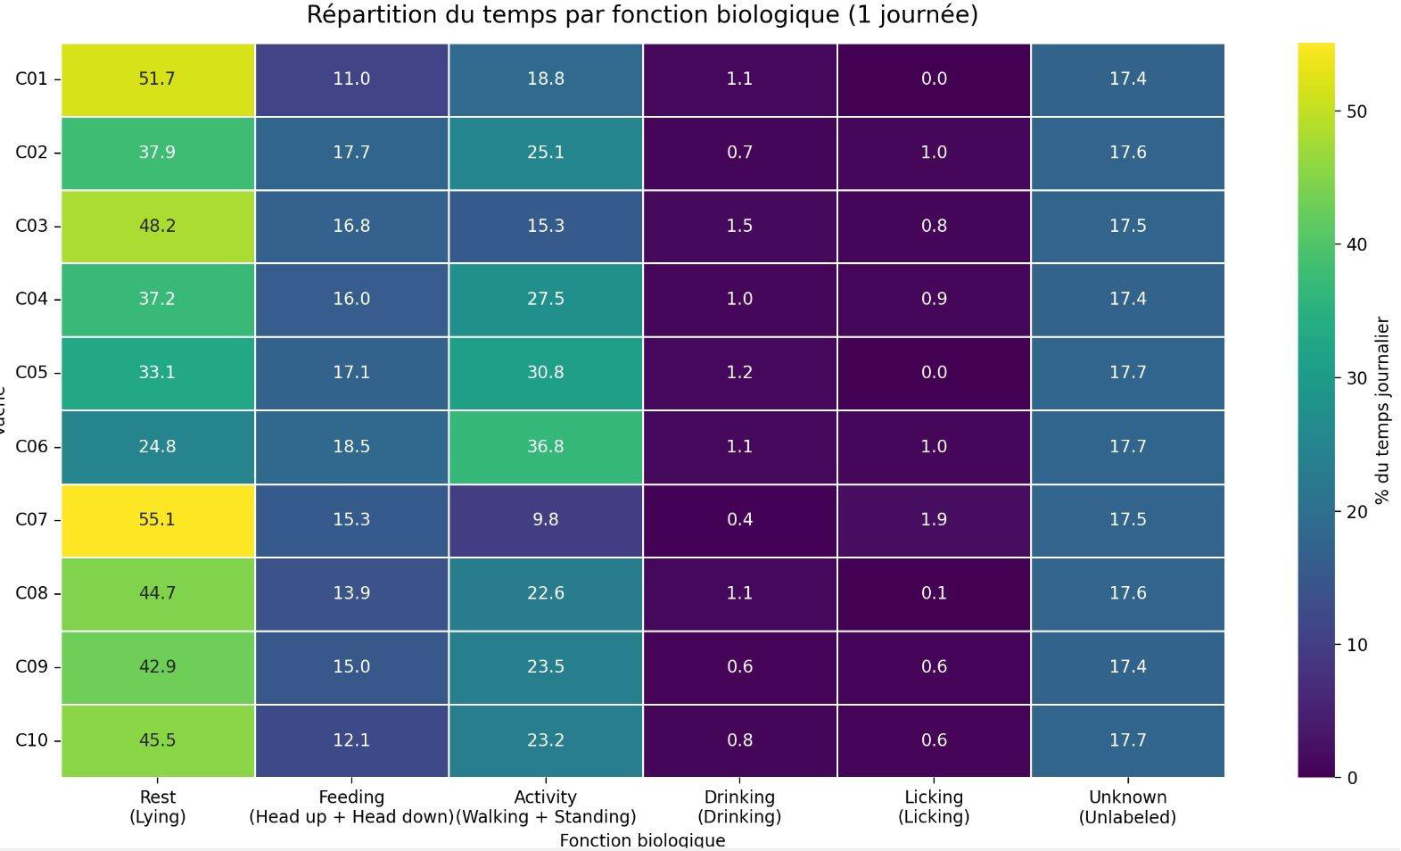 Répartition du temps par fonction biologique (1 journée)
C01 51.7 11.0 18.8 1.1 0.0 17.4
C02 37.9 17.7 25.1 0.7 1.0 17.6
C03 48.2 16.8 15.3 1.5 0.8 17.5
C04 37.2 16.0 27.5 1.0 0.9 17.4
C05 33.1 17.1 30.8 1.2 0.0 17.7
C06 24.8 18.5 36.8 1.1 1.0 17.7
C07 55.1 15.3 9.8 0.4 1.9 17.5
C08 44.7 13.9 22.6 1.1 0.1 17.6
C09 42.9 15.0 23.5 0.6 0.6 17.4
C10 45.5 12.1 23.2 0.8 0.6 17.7
Rest Feeding Activity Drinking Licking Unknown
(Lying) (Head up + Head down) (Walking + Standing) (Drinking) (Licking) (Unlabeled)
Fonction biologique
50
40
30
20
10
0
% du temps journalier